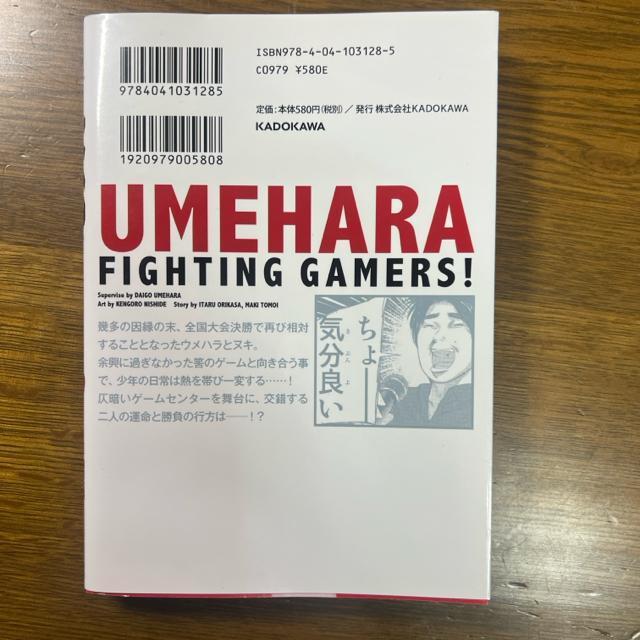 ISBN978-4-04-103128-5
C0979 ¥580E
9784041031285
定価：本体580円（税別）／発行 株式会社KADOKAWA
KADOKAWA
1920979005808
UMEHARA
FIGHTING GAMERS!
Supervise by DAIGO UMEHARA
Art by KENGORO NISHIDE Story by ITARU ORIKASA, MAKI TOMOI
幾多の因縁の末、全国大会決勝で再び相対
することとなったウメハラとヌキ。
余興に過ぎなかった筈のゲームと向き合う事
で、少年の日常は熱を帯び一変する……！
仄暗いゲームセンターを舞台に、交錯する
二人の運命と勝負の行方は──！？
ちょー
気分良い
きぶんよ